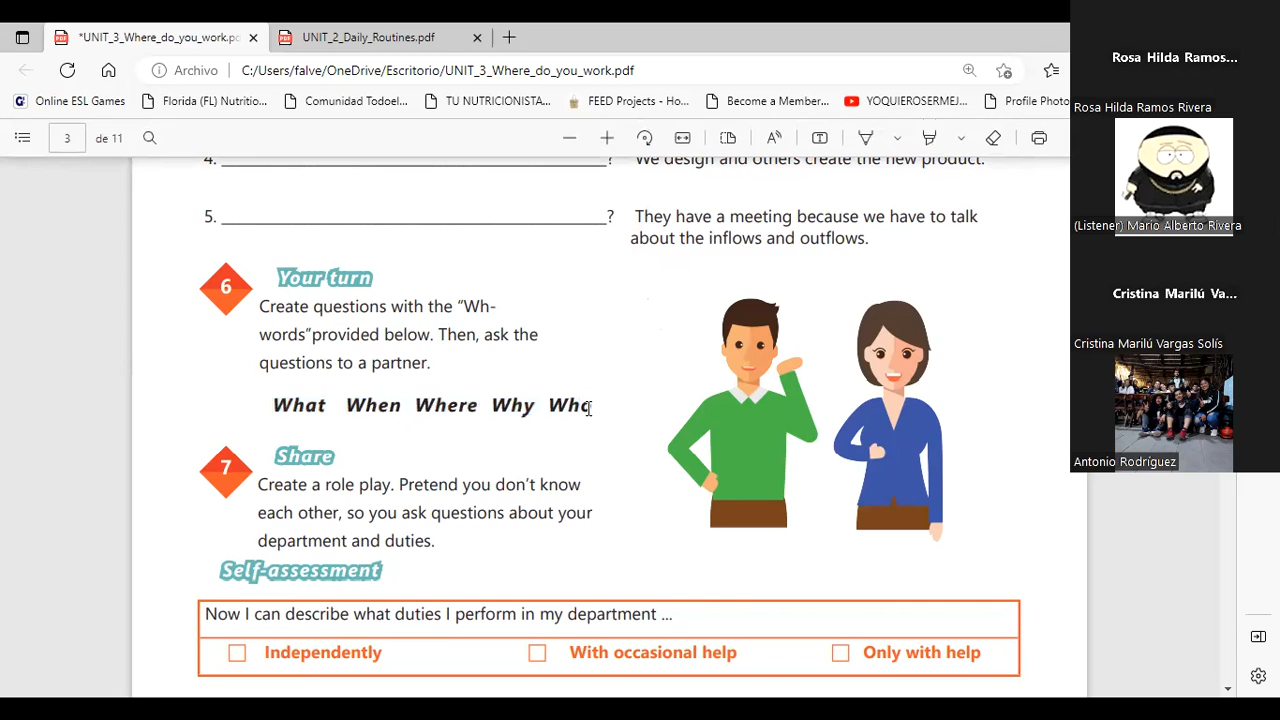 *UNIT_3_Where_do_you_work.pd
UNIT_2_Daily_Routines.pdf
Archivo
C:/Users/falve/OneDrive/Escritorio/UNIT_3_Where_do_you_work.pdf
Online ESL Games
Florida (FL) Nutritio...
Comunidad Todoel...
TU NUTRICIONISTA...
FEED Projects - Ho...
Become a Member...
YOQUIEROSERMEJ...
Profile Photo
3 de 11
4. ? We design and others create the new product.
5. ? They have a meeting because we have to talk
about the inflows and outflows.
6 Your turn
Create questions with the “Wh-
words”provided below. Then, ask the
questions to a partner.
What When Where Why Who
7 Share
Create a role play. Pretend you don’t know
each other, so you ask questions about your
department and duties.
Self-assessment
Now I can describe what duties I perform in my department ...
Independently
With occasional help
Only with help
Rosa Hilda Ramos...
Rosa Hilda Ramos Rivera
(Listener) Mario Alberto Rivera
Cristina Marilú Va...
Cristina Marilú Vargas Solís
Antonio Rodríguez